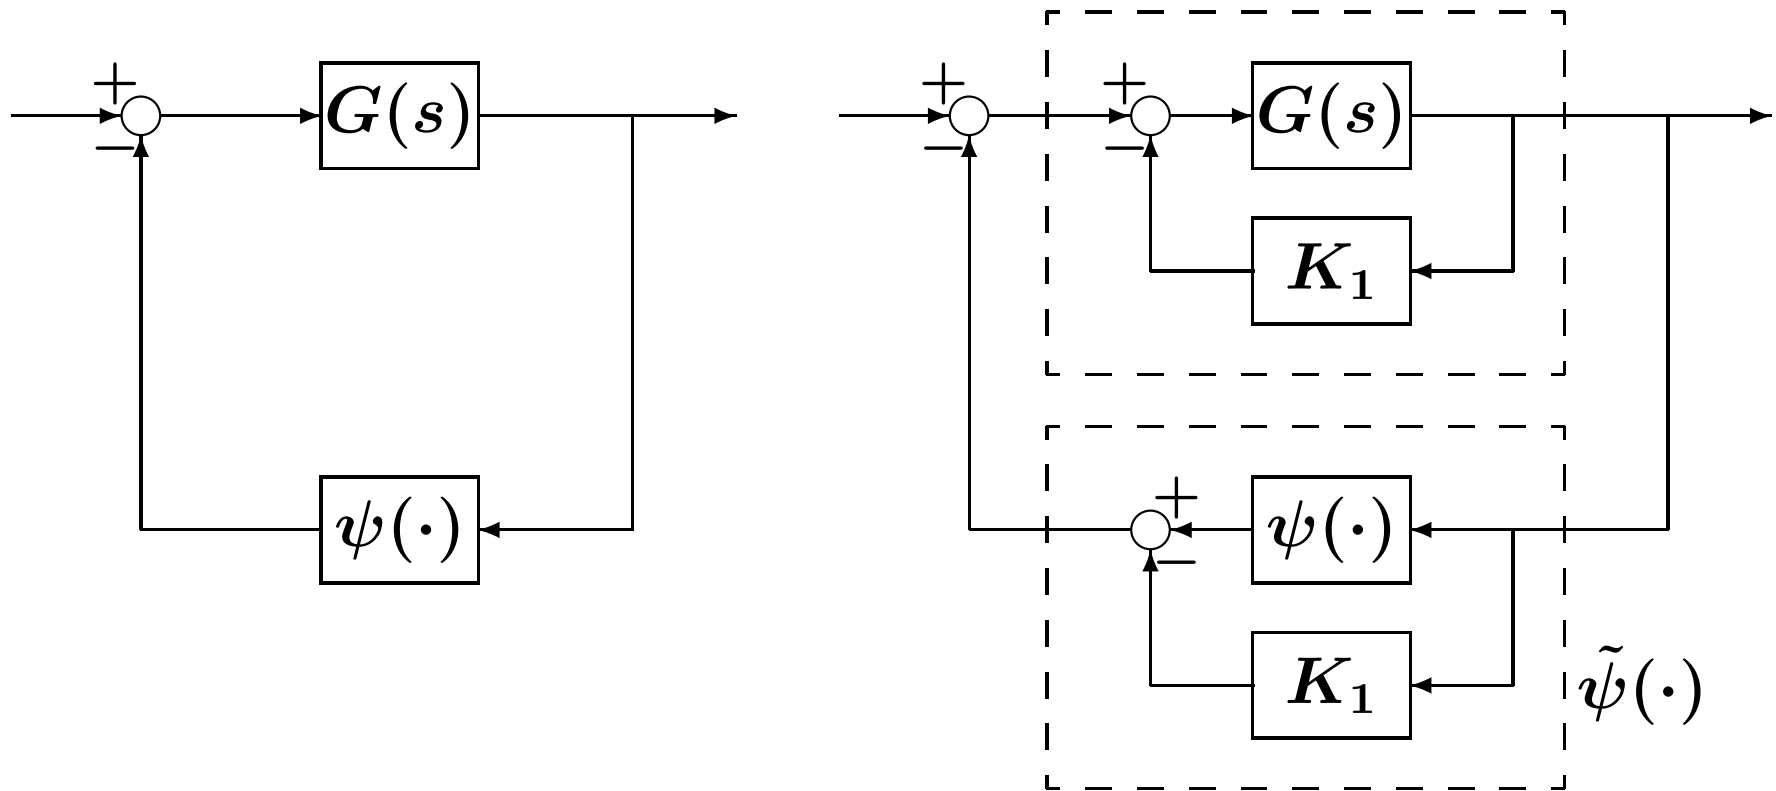 + G(s) + + G(s)
− − −
K₁
+
ψ(·) ψ(·)
−
K₁ ψ̃(·)